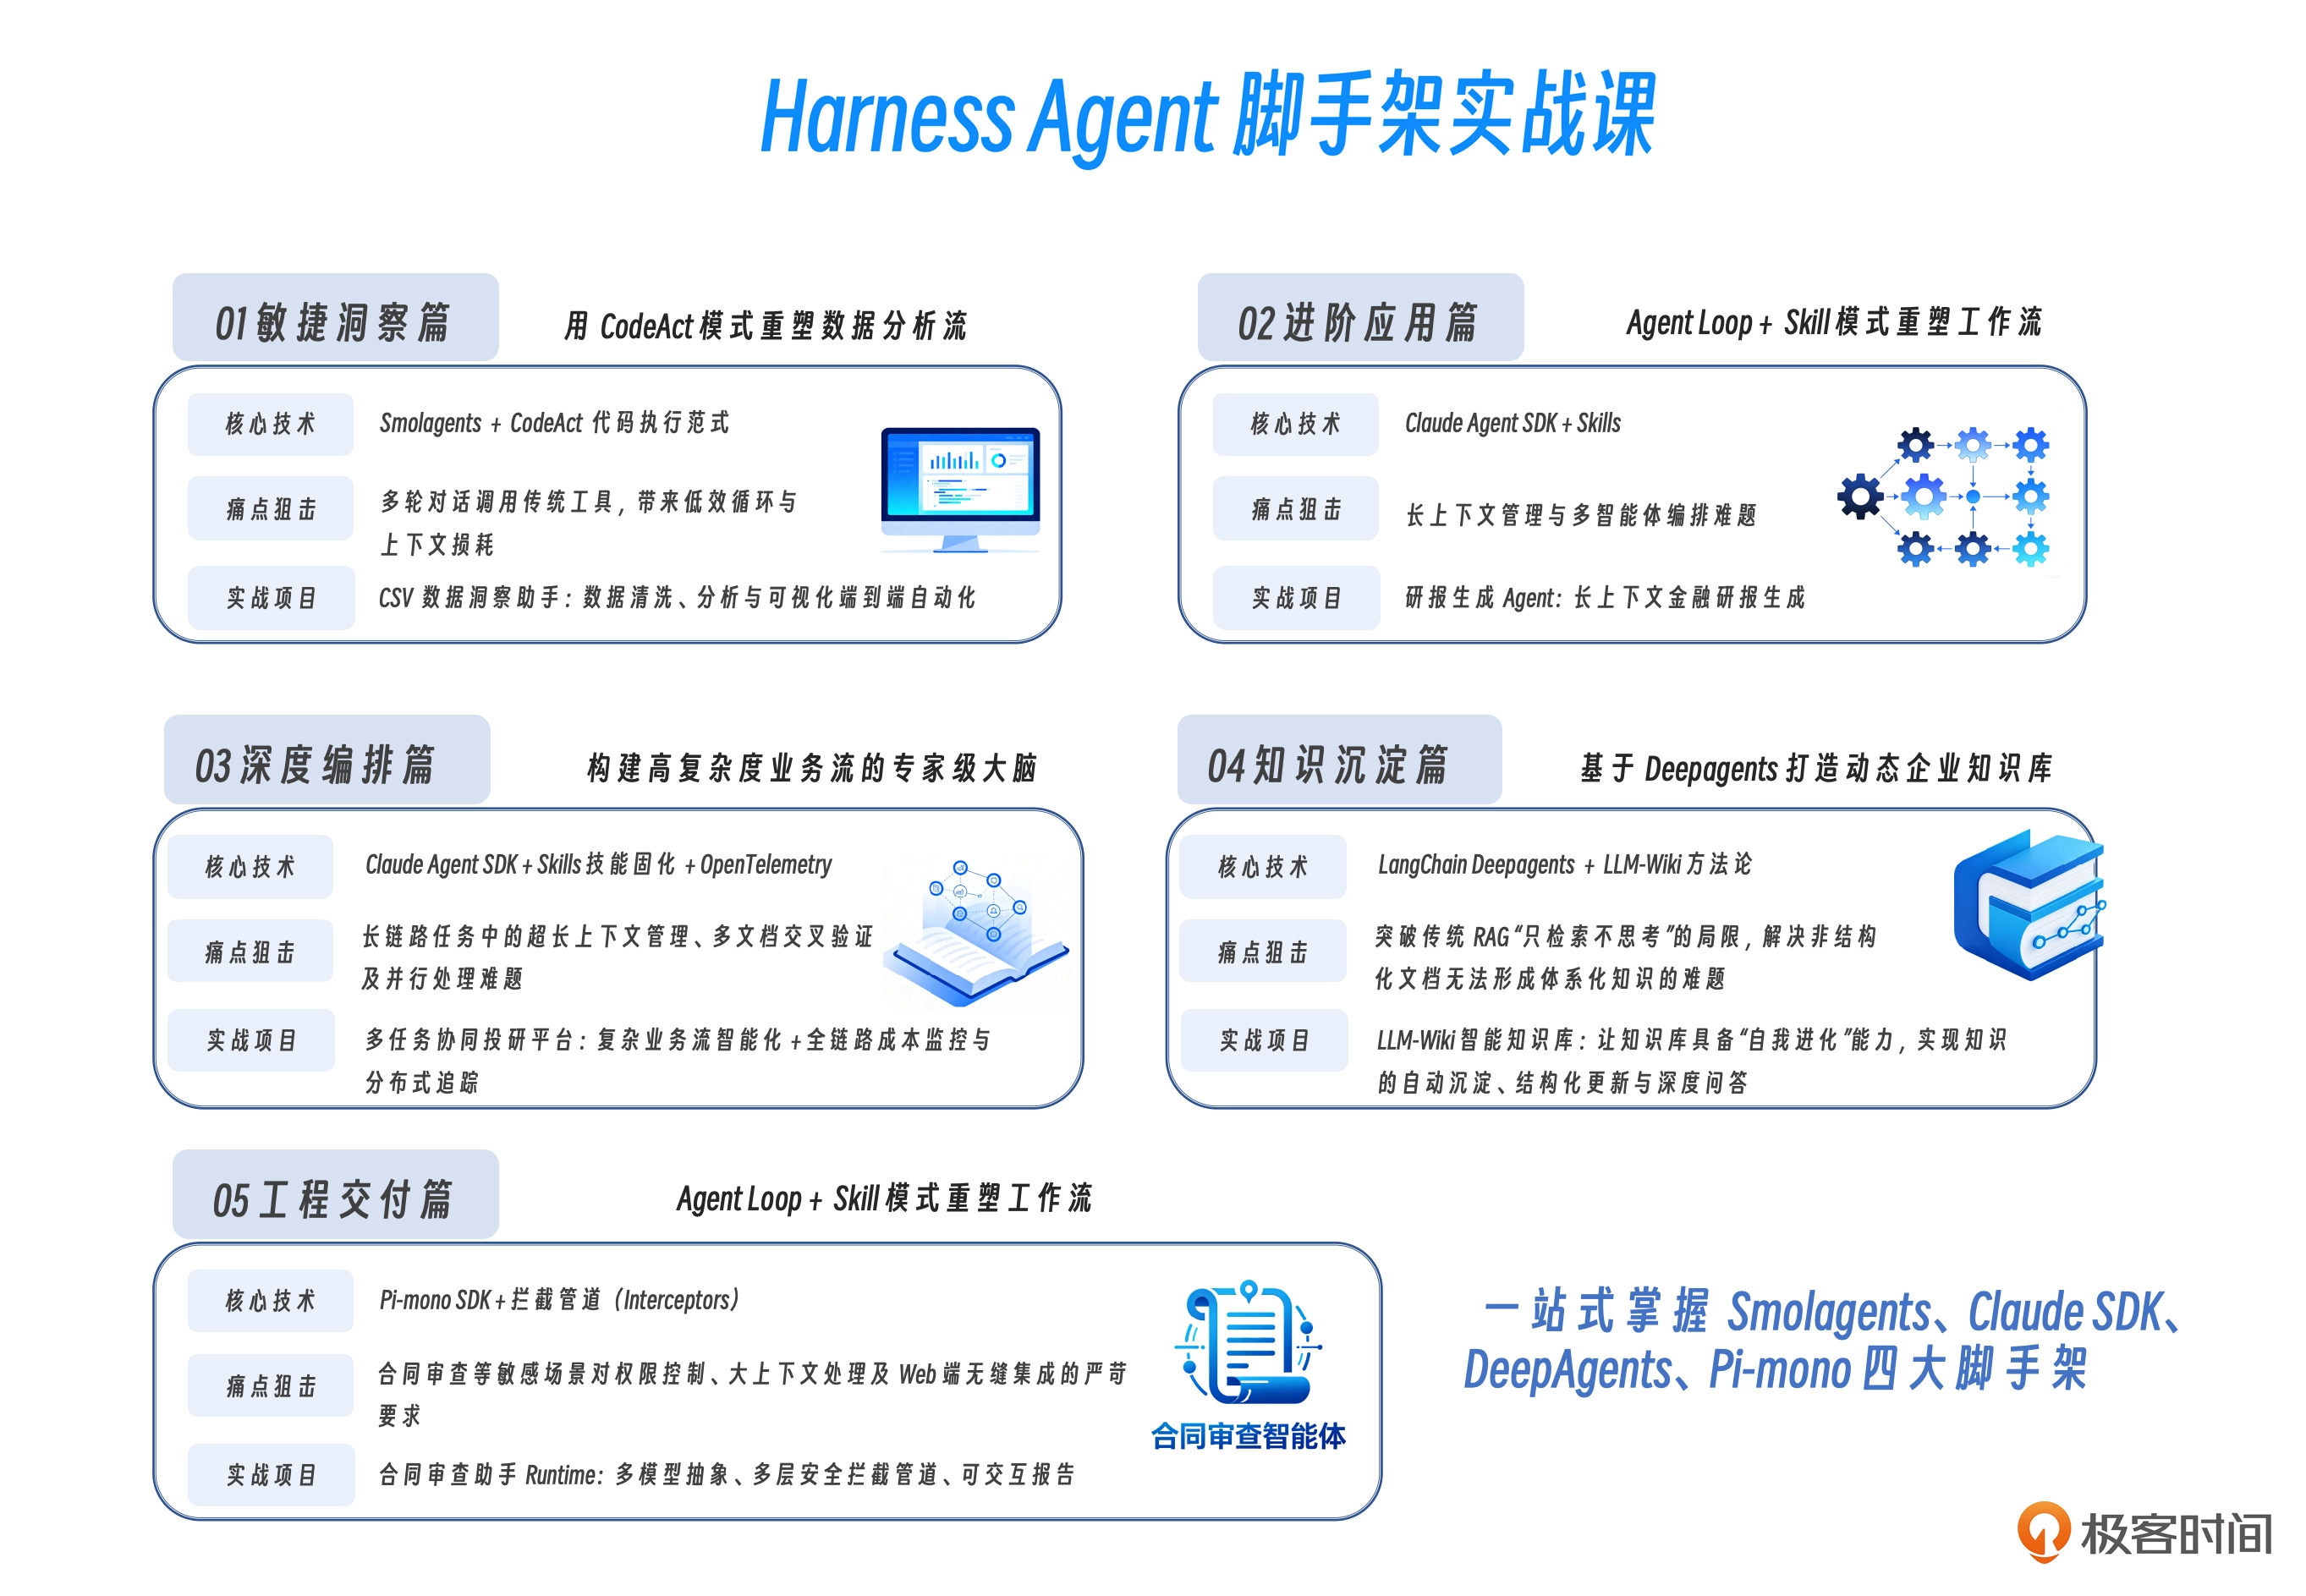 Harness Agent 脚手架实战课
01敏捷洞察篇
用 CodeAct 模式重塑数据分析流
核心技术
Smolagents + CodeAct 代码执行范式
痛点狙击
多轮对话调用传统工具，带来低效循环与
上下文损耗
实战项目
CSV 数据洞察助手：数据清洗、分析与可视化端到端自动化
02进阶应用篇
Agent Loop + Skill 模式重塑工作流
核心技术
Claude Agent SDK + Skills
痛点狙击
长上下文管理与多智能体编排难题
实战项目
研报生成 Agent：长上下文金融研报生成
03深度编排篇
构建高复杂度业务流的专家级大脑
核心技术
Claude Agent SDK + Skills 技能固化 + OpenTelemetry
痛点狙击
长链路任务中的超长上下文管理、多文档交叉验证
及并行处理难题
实战项目
多任务协同投研平台：复杂业务流智能化 +全链路成本监控与
分布式追踪
04知识沉淀篇
基于 Deepagents 打造动态企业知识库
核心技术
LangChain Deepagents + LLM-Wiki 方法论
痛点狙击
突破传统 RAG “只检索不思考”的局限，解决非结构
化文档无法形成体系化知识的难题
实战项目
LLM-Wiki 智能知识库：让知识库具备“自我进化”能力，实现知识
的自动沉淀、结构化更新与深度问答
05工程交付篇
Agent Loop + Skill 模式重塑工作流
核心技术
Pi-mono SDK + 拦截管道（Interceptors）
痛点狙击
合同审查等敏感场景对权限控制、大上下文处理及 Web 端无缝集成的严苛
要求
实战项目
合同审查助手 Runtime：多模型抽象、多层安全拦截管道、可交互报告
合同审查智能体
一站式掌握 Smolagents、Claude SDK、
DeepAgents、Pi-mono 四大脚手架
极客时间